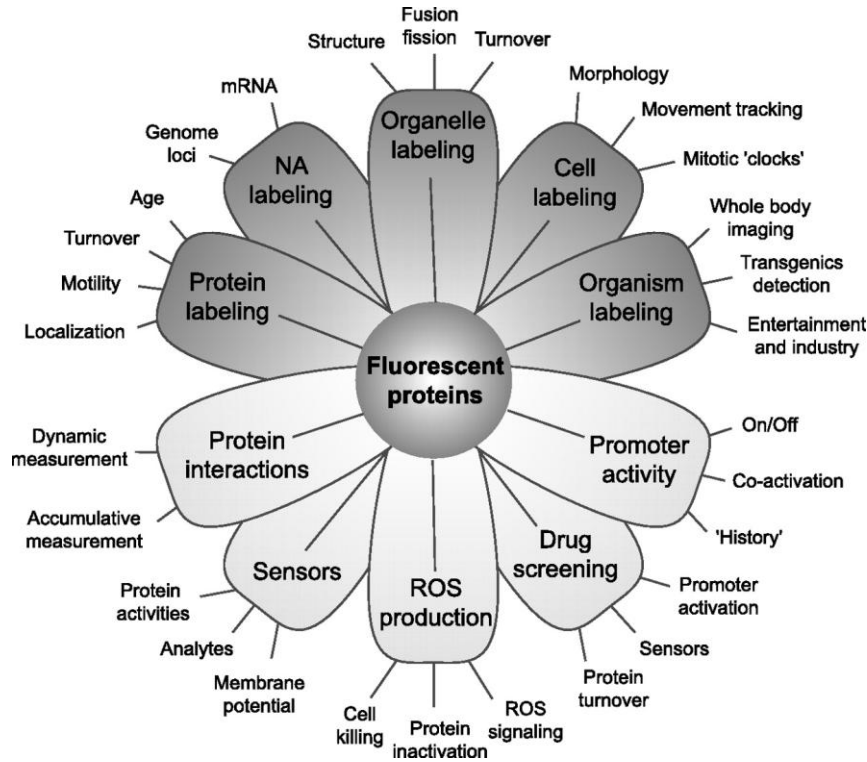 Fusion
fission
Structure
Turnover
Organelle
labeling
Morphology
Movement tracking
Mitotic 'clocks'
Cell
labeling
Whole body
imaging
Transgenics
detection
Entertainment
and industry
Organism
labeling
On/Off
Co-activation
'History'
Promoter
activity
Promoter
activation
Sensors
Protein
turnover
Drug
screening
ROS
signaling
Protein
inactivation
Cell
killing
ROS
production
Membrane
potential
Analytes
Protein
activities
Sensors
Accumulative
measurement
Dynamic
measurement
Protein
interactions
Localization
Motility
Turnover
Age
Protein
labeling
Genome
loci
mRNA
NA
labeling
Fluorescent
proteins